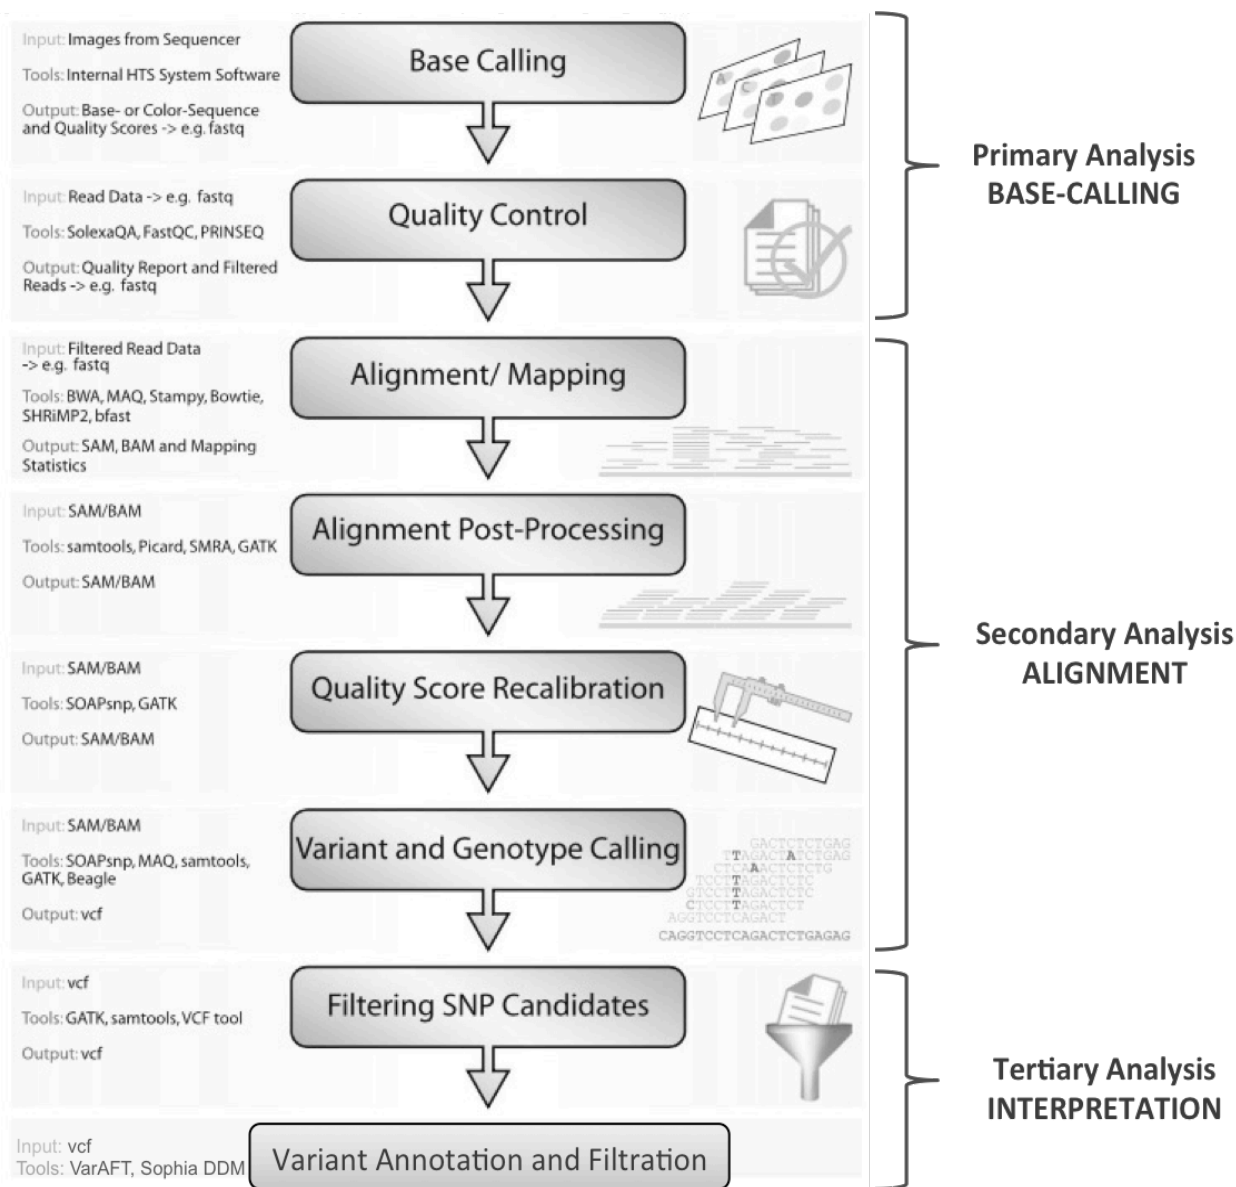 Input: Images from Sequencer
Tools: Internal HTS System Software
Output: Base- or Color-Sequence
and Quality Scores -> e.g. fastq
Base Calling
Input: Read Data -> e.g. fastq
Tools: SolexaQA, FastQC, PRINSEQ
Output: Quality Report and Filtered
Reads -> e.g. fastq
Quality Control
Primary Analysis
BASE-CALLING
Input: Filtered Read Data
-> e.g. fastq
Tools: BWA, MAQ, Stampy, Bowtie,
SHRiMP2, bfast
Output: SAM, BAM and Mapping
Statistics
Alignment/ Mapping
Input: SAM/BAM
Tools: samtools, Picard, SMRA, GATK
Output: SAM/BAM
Alignment Post-Processing
Input: SAM/BAM
Tools: SOAPsnp, GATK
Output: SAM/BAM
Quality Score Recalibration
Input: SAM/BAM
Tools: SOAPsnp, MAQ, samtools,
GATK, Beagle
Output: vcf
Variant and Genotype Calling
GACTCTCTGAG
TTAGACTATCTGAG
CTCAAACTCTCTG
TCCTTTAGACTCTC
GTCCTTTAGACTCTC
CTCCTTTAGACTCT
AGGTCCTCAGACT
CAGGTCCTCAGACTCTGAGAG
Secondary Analysis
ALIGNMENT
Input: vcf
Tools: GATK, samtools, VCF tool
Output: vcf
Filtering SNP Candidates
Input: vcf
Tools: VarAFT, Sophia DDM
Variant Annotation and Filtration
Tertiary Analysis
INTERPRETATION